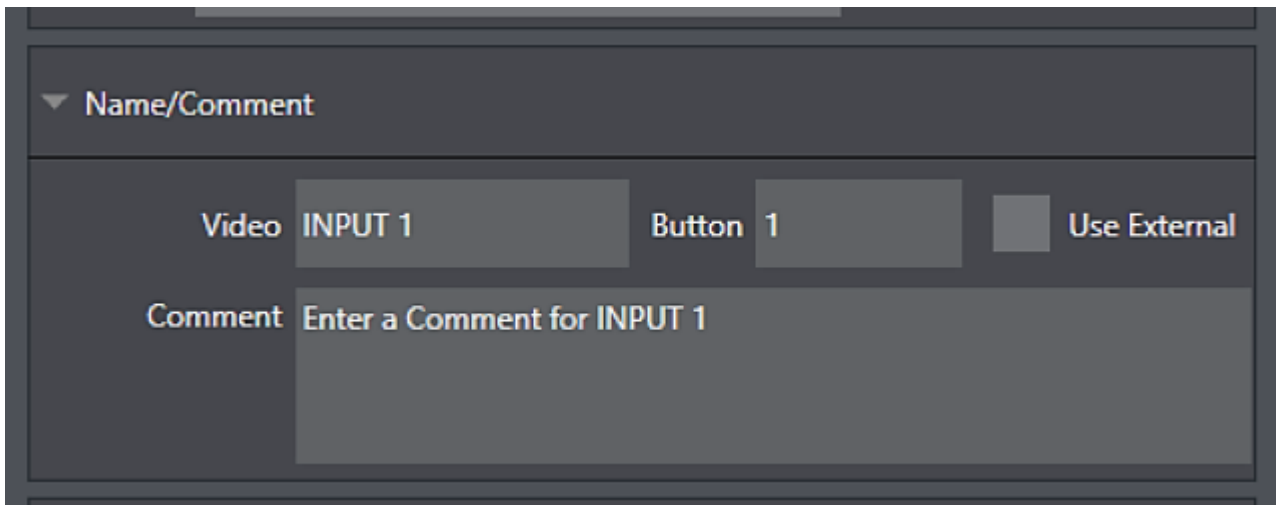 Name/Comment
Video INPUT 1 Button 1 Use External
Comment Enter a Comment for INPUT 1